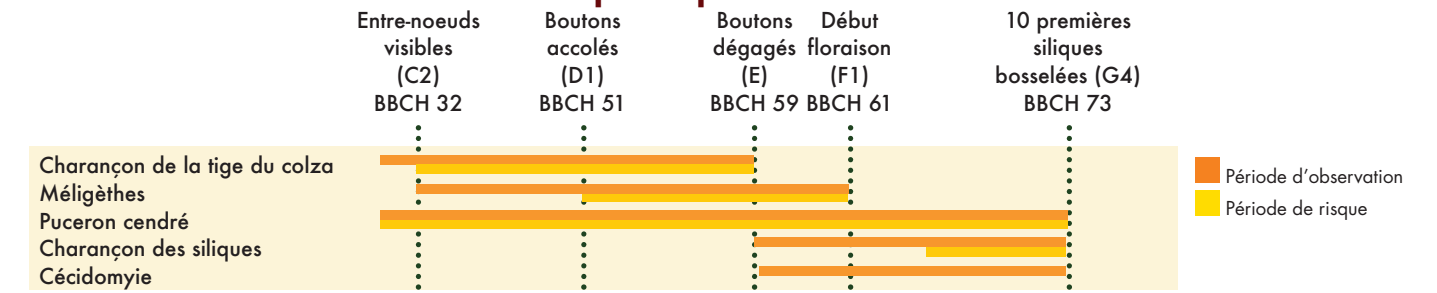 Entre-noeuds
visibles
(C2)
BBCH 32
Boutons
accolés
(D1)
BBCH 51
Boutons
dégagés
(E)
BBCH 59
Début
floraison
(F1)
BBCH 61
10 premières
siliques
bosselées (G4)
BBCH 73
Charançon de la tige du colza
Méligèthes
Puceron cendré
Charançon des siliques
Cécidomyie
Période d'observation
Période de risque